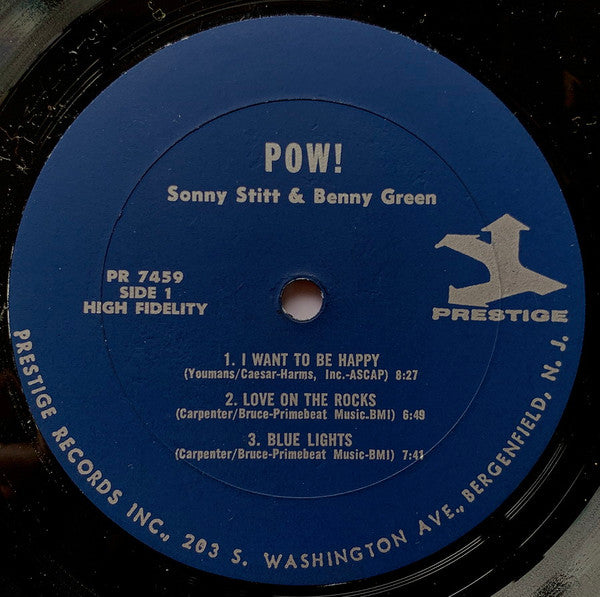 POW!
Sonny Stitt & Benny Green
PR 7459
SIDE 1
HIGH FIDELITY
PRESTIGE
1. I WANT TO BE HAPPY
(Youmans/Caesar-Harms, Inc.-ASCAP) 8:27
2. LOVE ON THE ROCKS
(Carpenter/Bruce-Primebeat Music.BMI) 6:49
3. BLUE LIGHTS
(Carpenter/Bruce-Primebeat Music-BMI) 7:41
PRESTIGE RECORDS INC., 203 S. WASHINGTON AVE., BERGENFIELD, N. J.